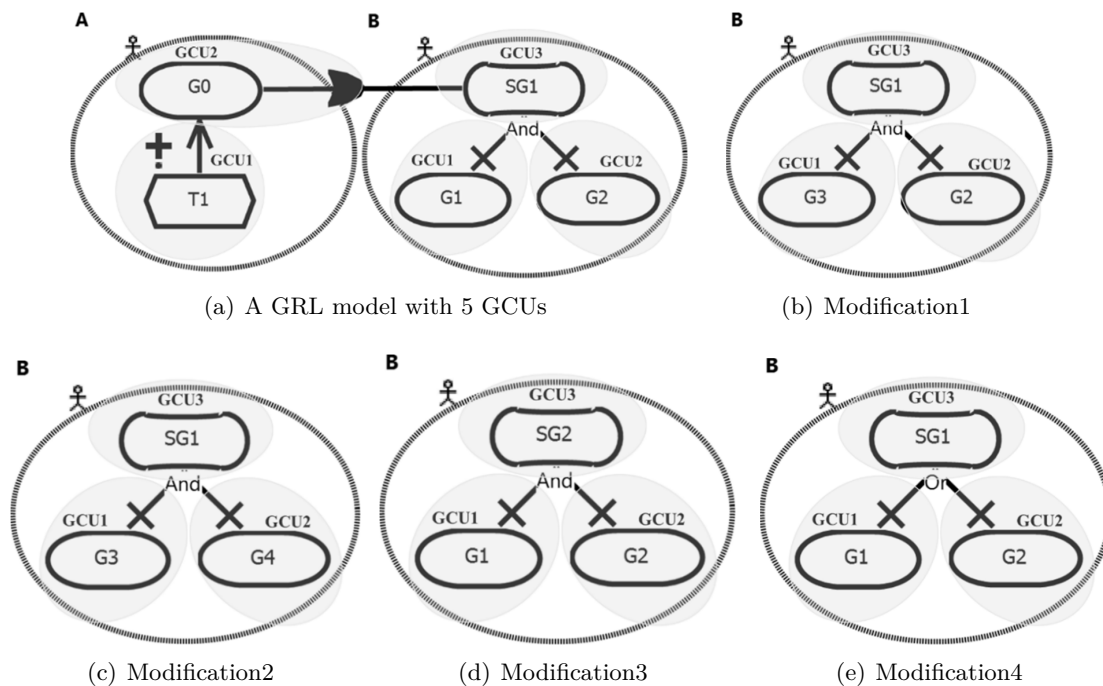 A
GCU2
G0
GCU1
T1
B
GCU3
SG1
And
GCU1
GCU2
G1
G2
(a) A GRL model with 5 GCUs
B
GCU3
SG1
And
GCU1
GCU2
G3
G2
(b) Modification1
B
GCU3
SG1
And
GCU1
GCU2
G3
G4
(c) Modification2
B
GCU3
SG2
And
GCU1
GCU2
G1
G2
(d) Modification3
B
GCU3
SG1
Or
GCU1
GCU2
G1
G2
(e) Modification4